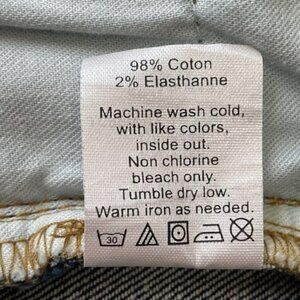 98% Coton
2% Elasthanne
Machine wash cold,
with like colors,
inside out.
Non chlorine
bleach only.
Tumble dry low.
Warm iron as needed.
30